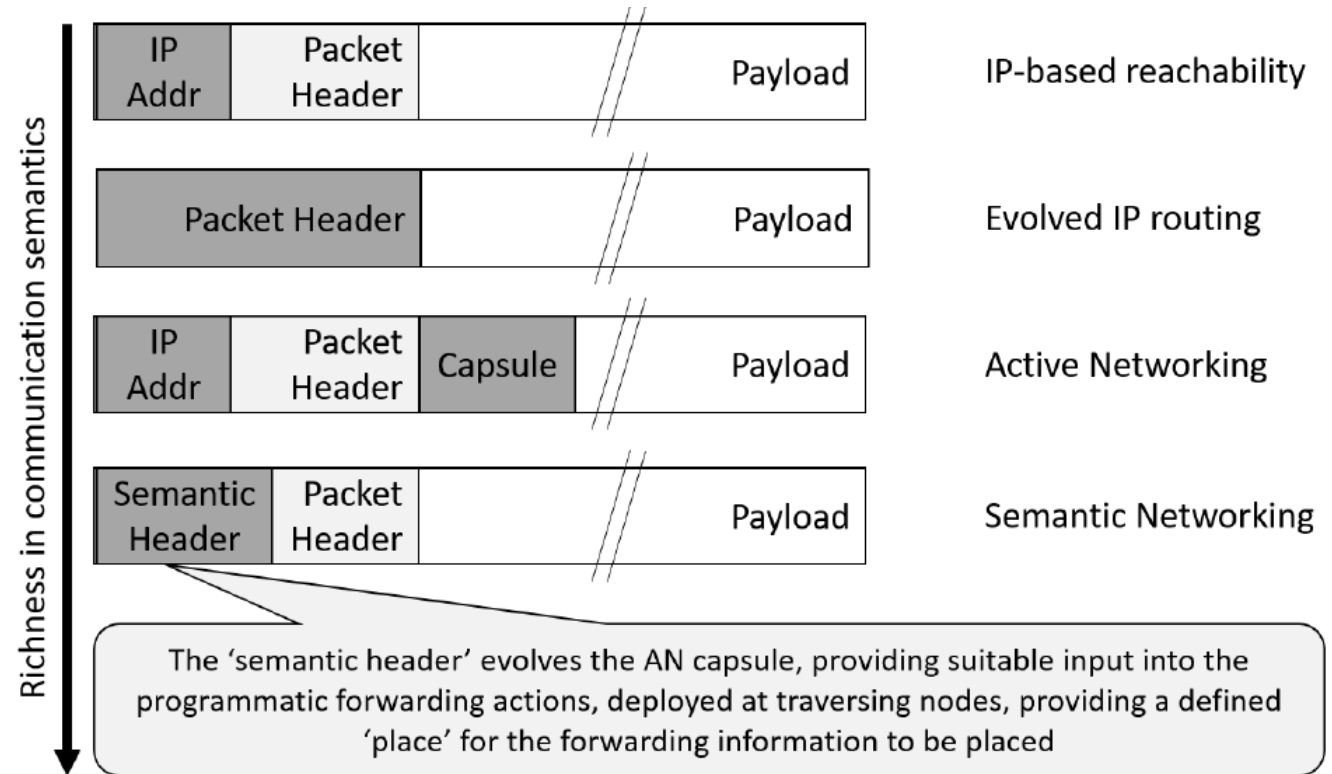 Richness in communication semantics
IP
Addr
Packet
Header
Payload
IP-based reachability
Packet Header
Payload
Evolved IP routing
IP
Addr
Packet
Header
Capsule
Payload
Active Networking
Semantic
Header
Packet
Header
Payload
Semantic Networking
The ‘semantic header’ evolves the AN capsule, providing suitable input into the
programmatic forwarding actions, deployed at traversing nodes, providing a defined
‘place’ for the forwarding information to be placed